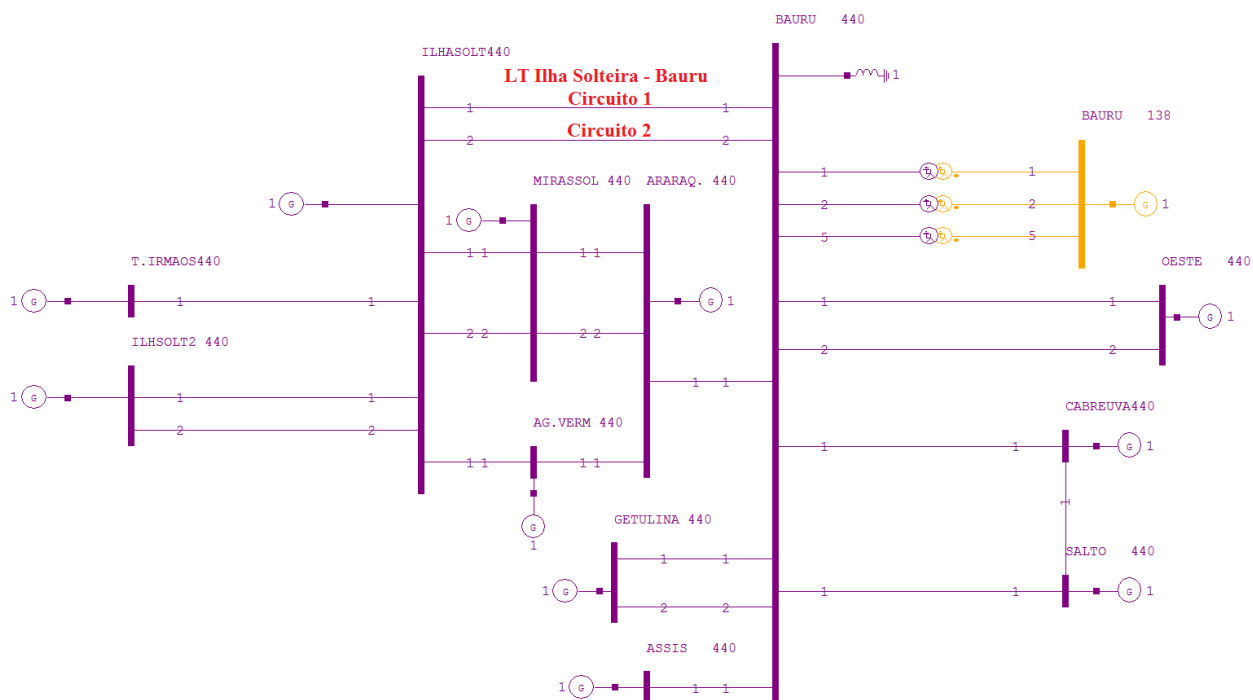 BAURU 440
ILHASOLT440
LT Ilha Solteira - Bauru
1
Circuito 1
1 1
BAURU 138
Circuito 2
2 2
1 1
2 2
5 5
MIRASSOL 440
ARARAQ. 440
1 G
1 G
G 1
1 1 1 1
T.IRMAOS440
OESTE 440
1 G
1 1
G 1
1 1
G 1
2 2 2 2
ILHSOLT2 440
2 2
1 1
1 G
1 1
CABREUVA440
AG.VERM 440
2 2
1 1
G 1
1 1 1 1
1
GETULINA 440
G
1
1 1
SALTO 440
1 G
1 1
G 1
2 2
ASSIS 440
1 G
1 1